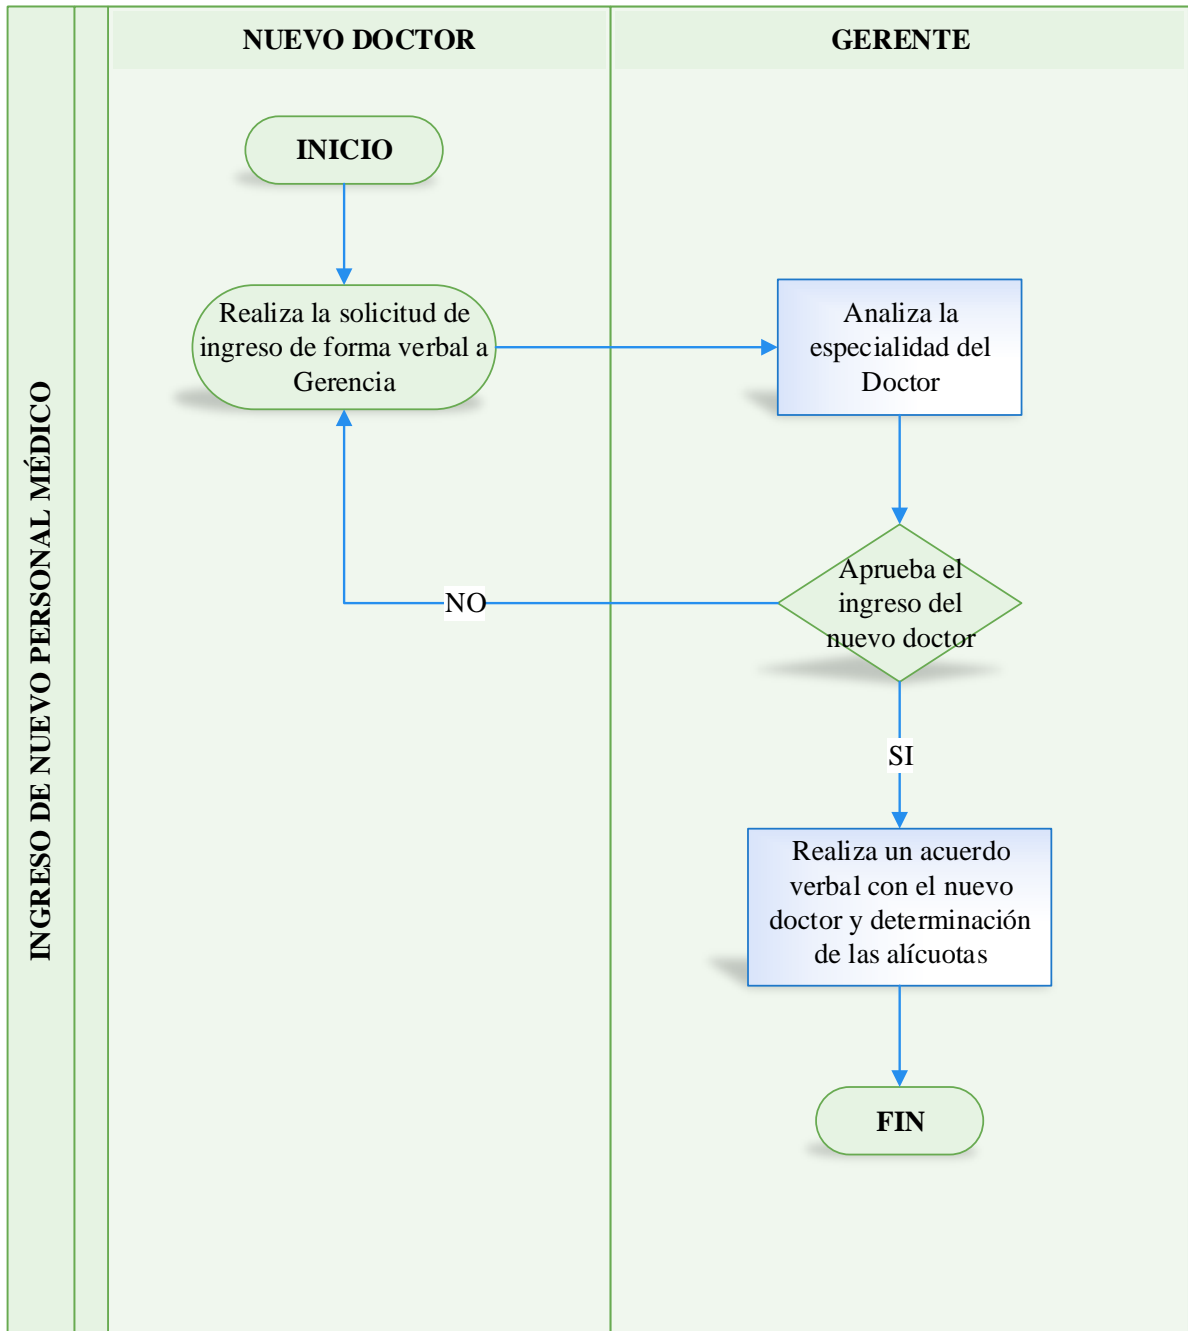 INGRESO DE NUEVO PERSONAL MÉDICO
NUEVO DOCTOR
GERENTE
INICIO
Realiza la solicitud de
ingreso de forma verbal a
Gerencia
Analiza la
especialidad del
Doctor
Aprueba el
ingreso del
nuevo doctor
NO
SI
Realiza un acuerdo
verbal con el nuevo
doctor y determinación
de las alícuotas
FIN